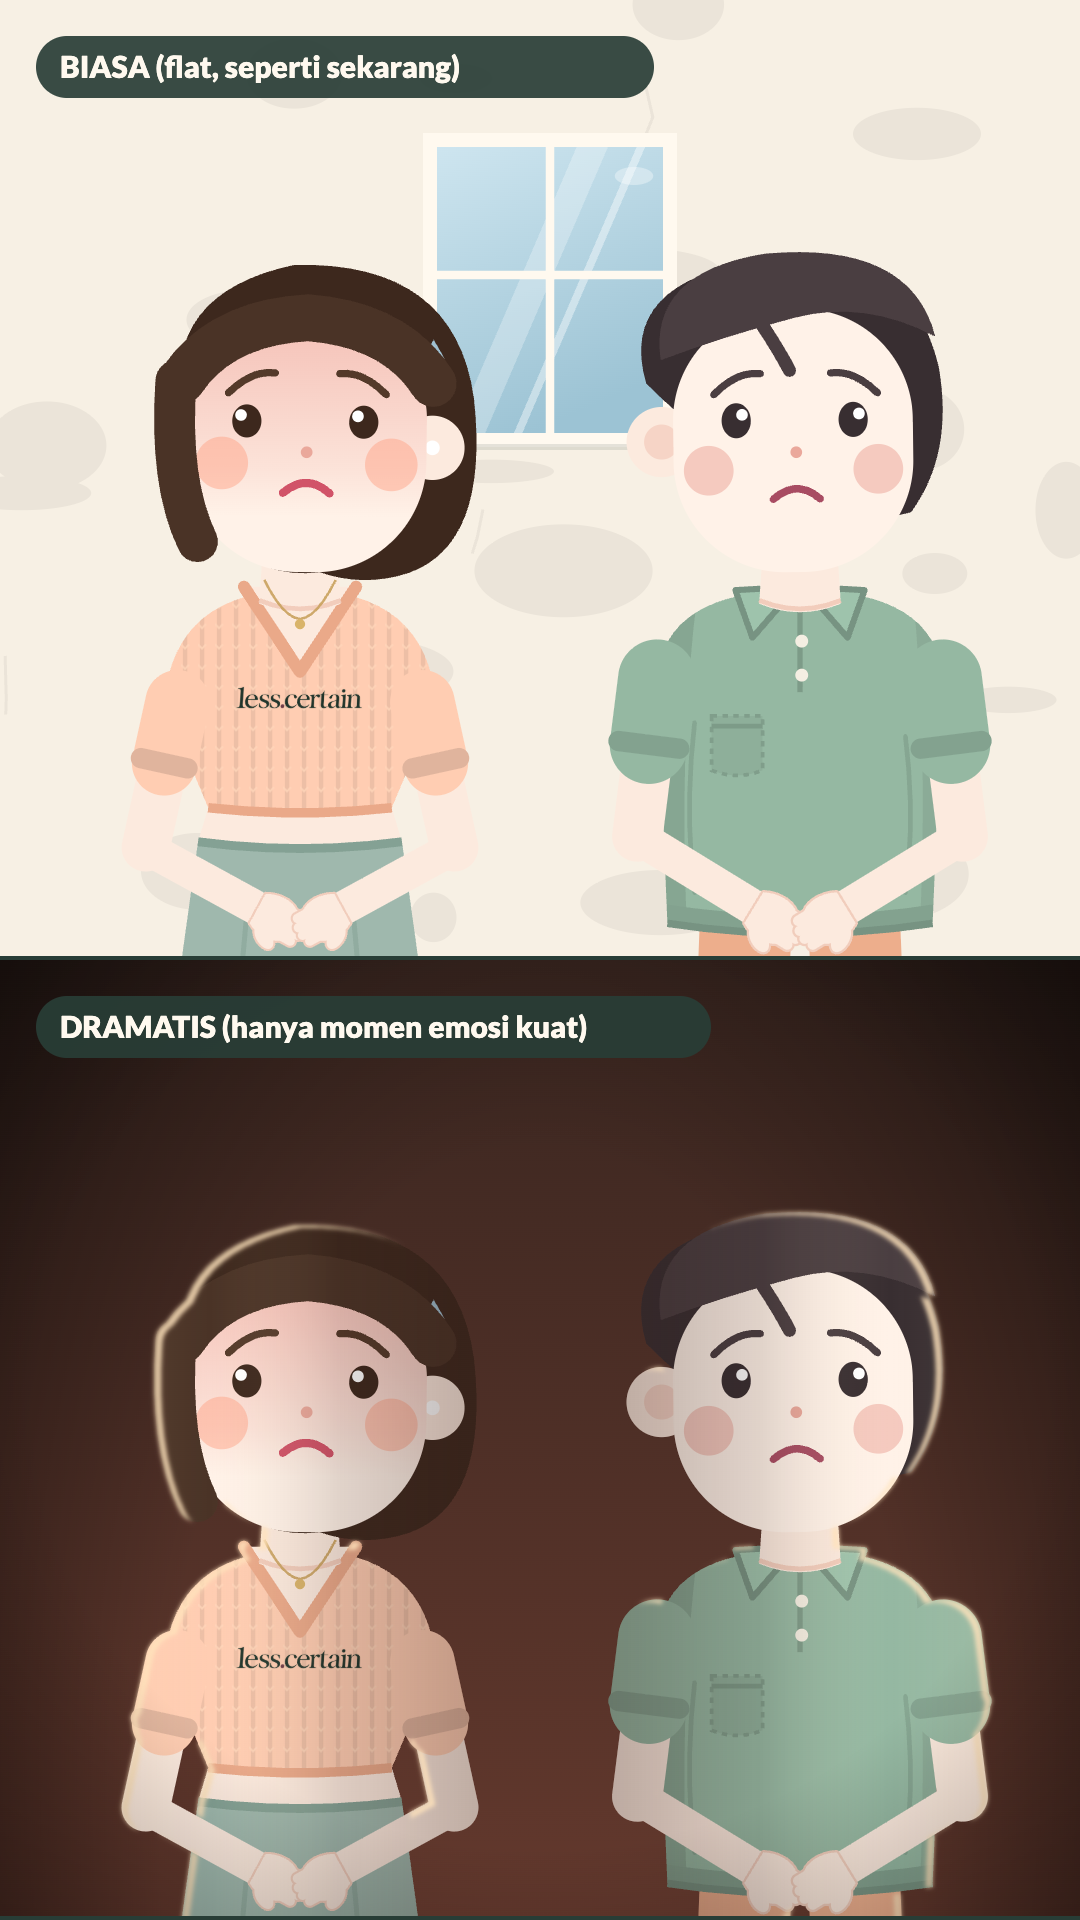 BIASA (flat, seperti sekarang)
less.certain
DRAMATIS (hanya momen emosi kuat)
less.certain